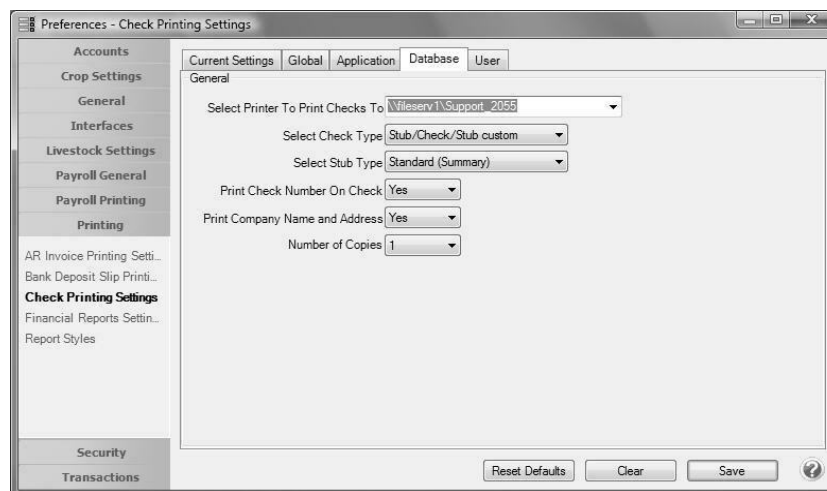 Preferences - Check Printing Settings
Accounts
Crop Settings
General
Interfaces
Livestock Settings
Payroll General
Payroll Printing
Printing
AR Invoice Printing Setti...
Bank Deposit Slip Printi...
Check Printing Settings
Financial Reports Settin...
Report Styles
Security
Transactions
Current Settings Global Application Database User
General
Select Printer To Print Checks To \\fileserv1\Support_2055
Select Check Type Stub/Check/Stub custom
Select Stub Type Standard (Summary)
Print Check Number On Check Yes
Print Company Name and Address Yes
Number of Copies 1
Reset Defaults Clear Save ?